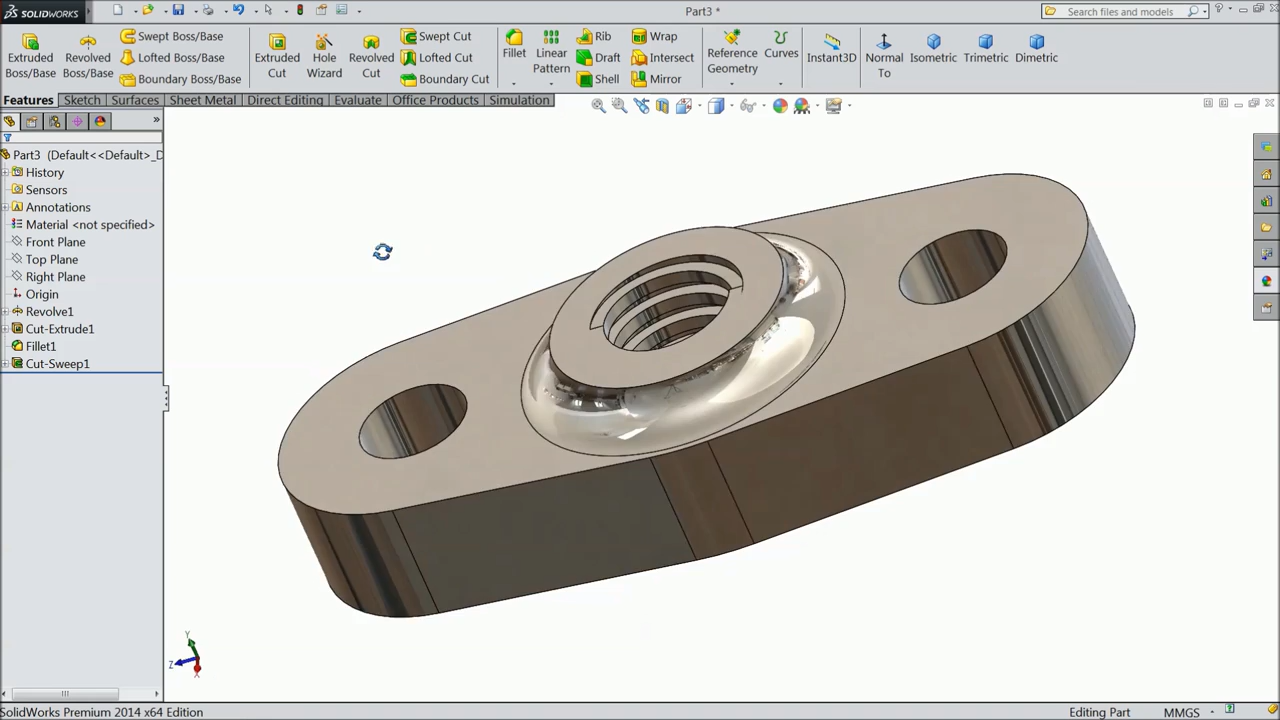 SOLIDWORKS
Part3 *
Search files and models
Extruded Boss/Base
Revolved Boss/Base
Swept Boss/Base
Lofted Boss/Base
Boundary Boss/Base
Extruded Cut
Hole Wizard
Revolved Cut
Swept Cut
Lofted Cut
Boundary Cut
Fillet
Linear Pattern
Rib
Draft
Shell
Wrap
Intersect
Mirror
Reference Geometry
Curves
Instant3D
Normal To
Isometric
Trimetric
Dimetric
Features
Sketch
Surfaces
Sheet Metal
Direct Editing
Evaluate
Office Products
Simulation
Part3 (Default<<Default>_D
History
Sensors
Annotations
Material <not specified>
Front Plane
Top Plane
Right Plane
Origin
Revolve1
Cut-Extrude1
Fillet1
Cut-Sweep1
Y
Z
X
SolidWorks Premium 2014 x64 Edition
Editing Part
MMGS